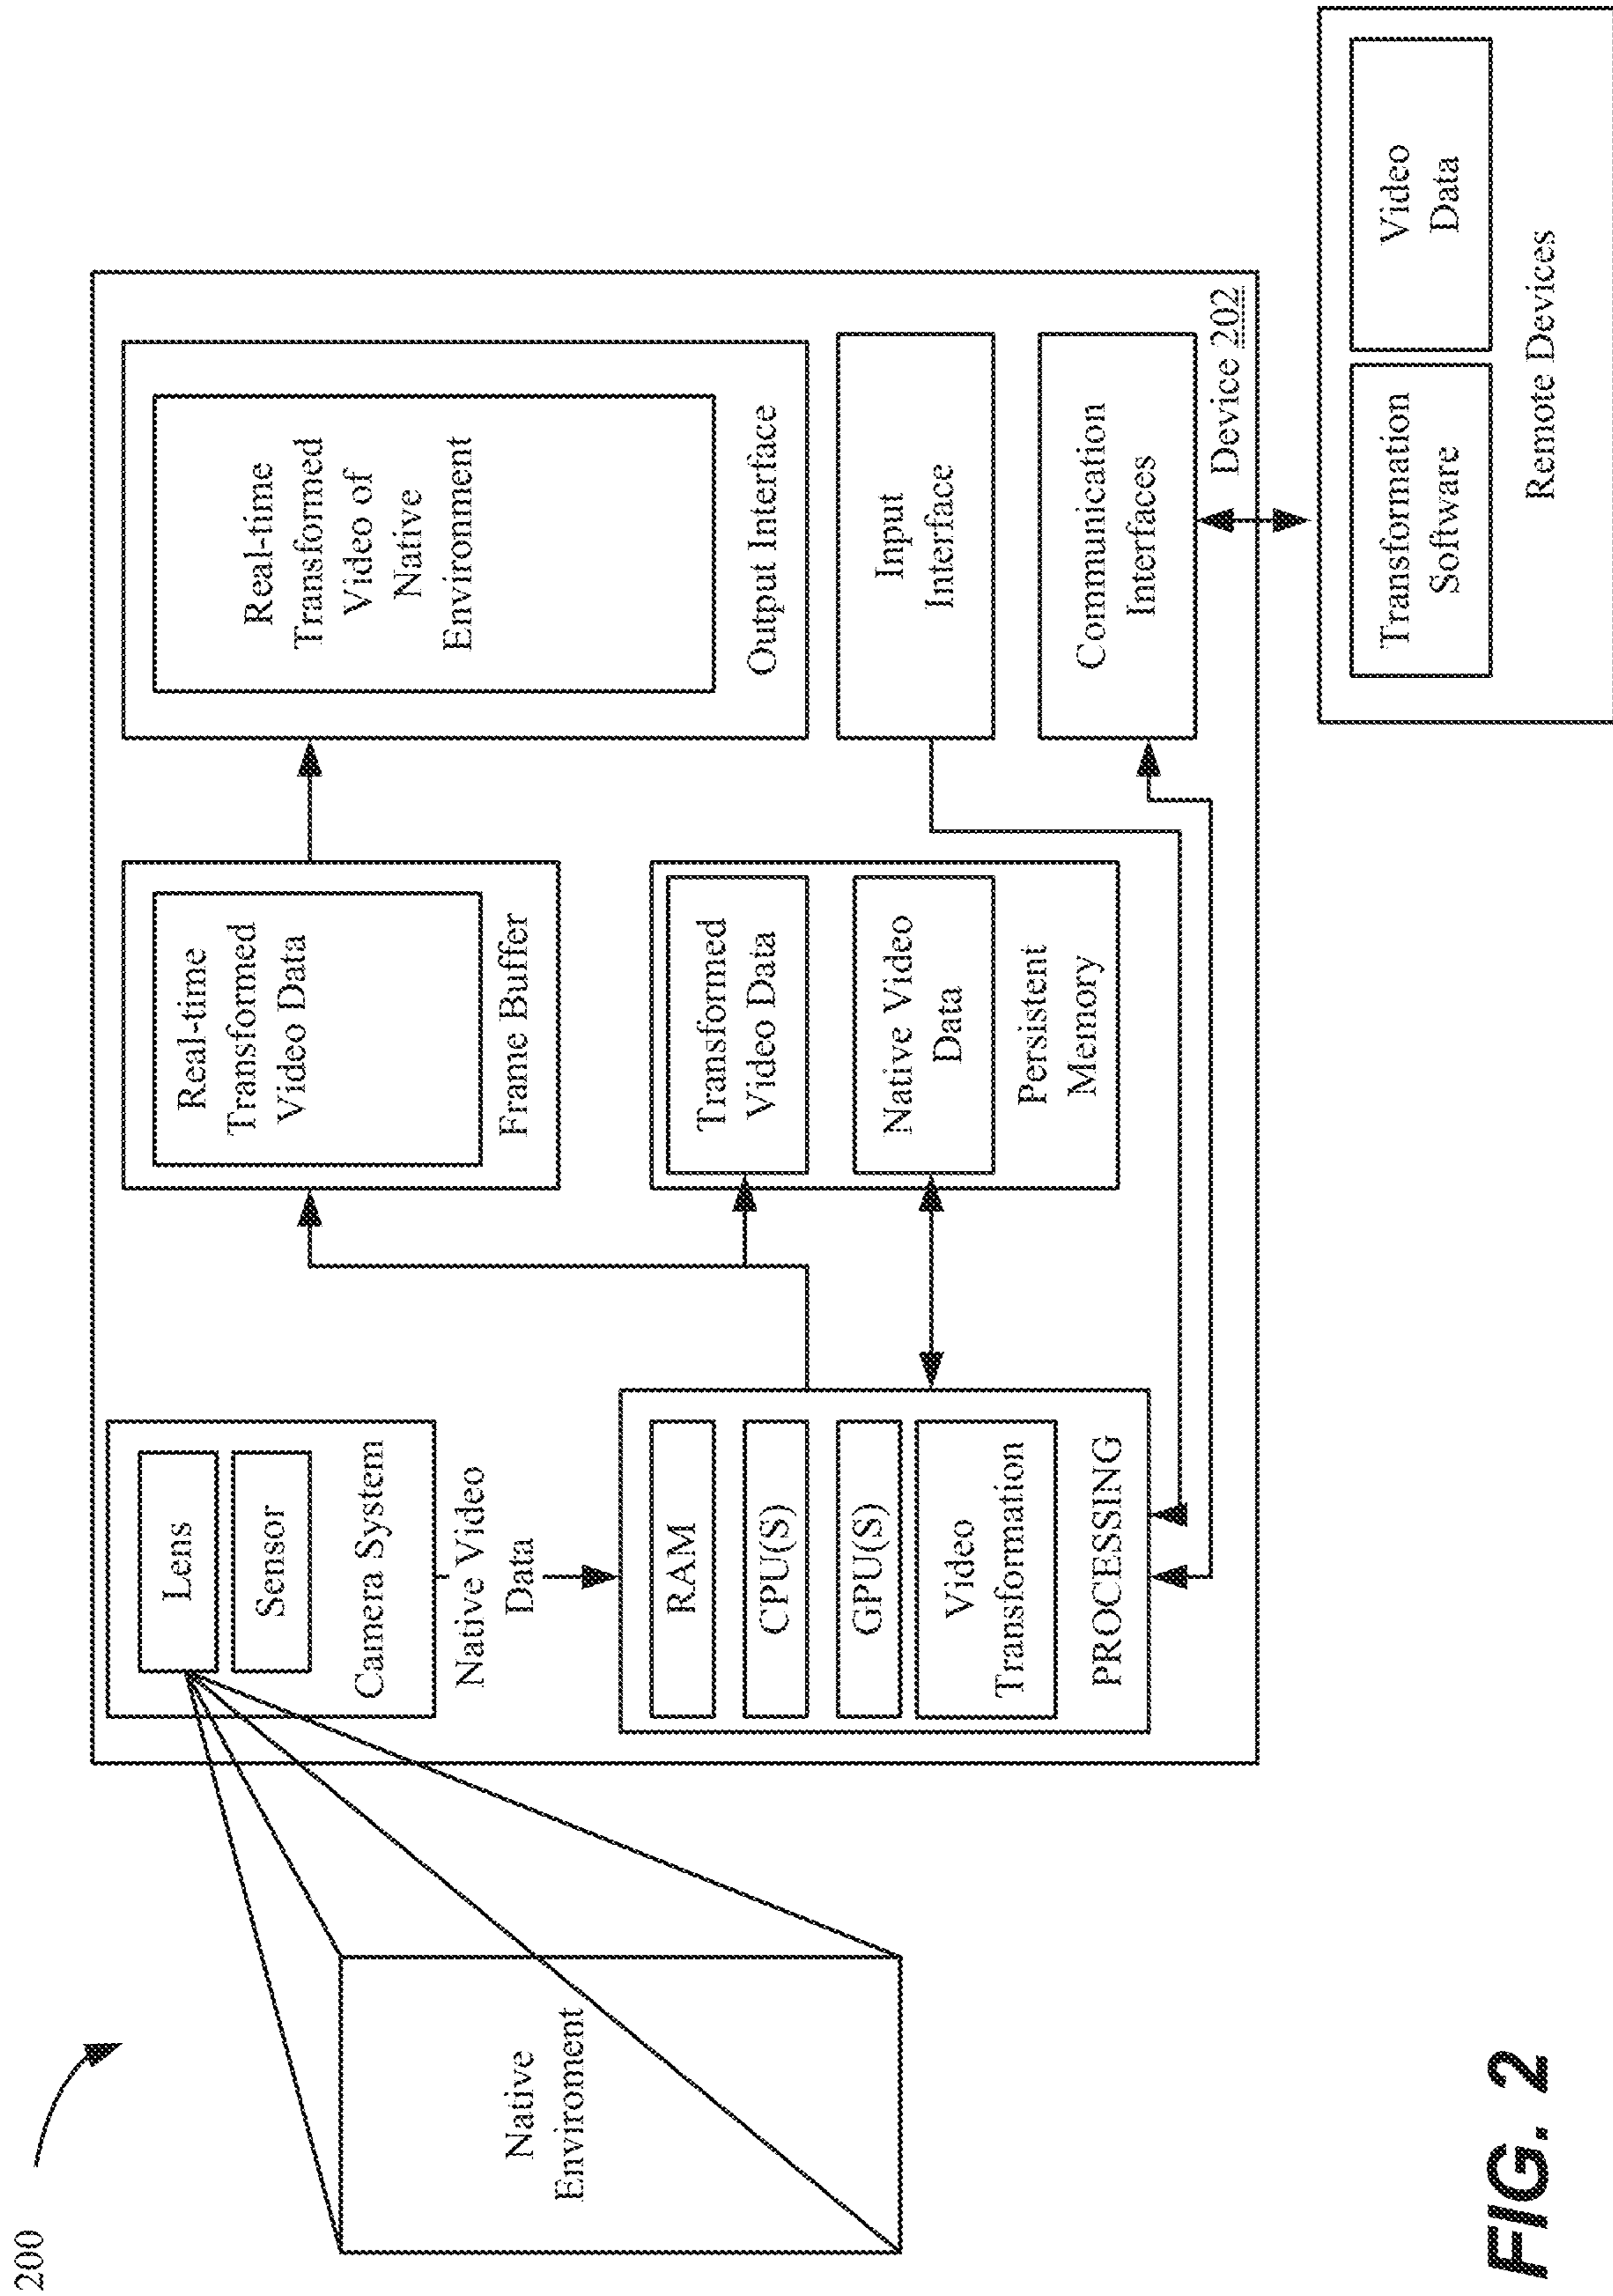 200
Native
Enviroment
Lens
Sensor
Camera System
Native Video
Data
RAM
CPU(S)
GPU(S)
Video
Transformation
PROCESSING
Real-time
Transformed
Video Data
Frame Buffer
Transformed
Video Data
Native Video
Data
Persistent
Memory
Real-time
Transformed
Video of
Native
Environment
Output Interface
Input
Interface
Communication
Interfaces
Device 202
Transformation
Software
Video
Data
Remote Devices
FIG. 2